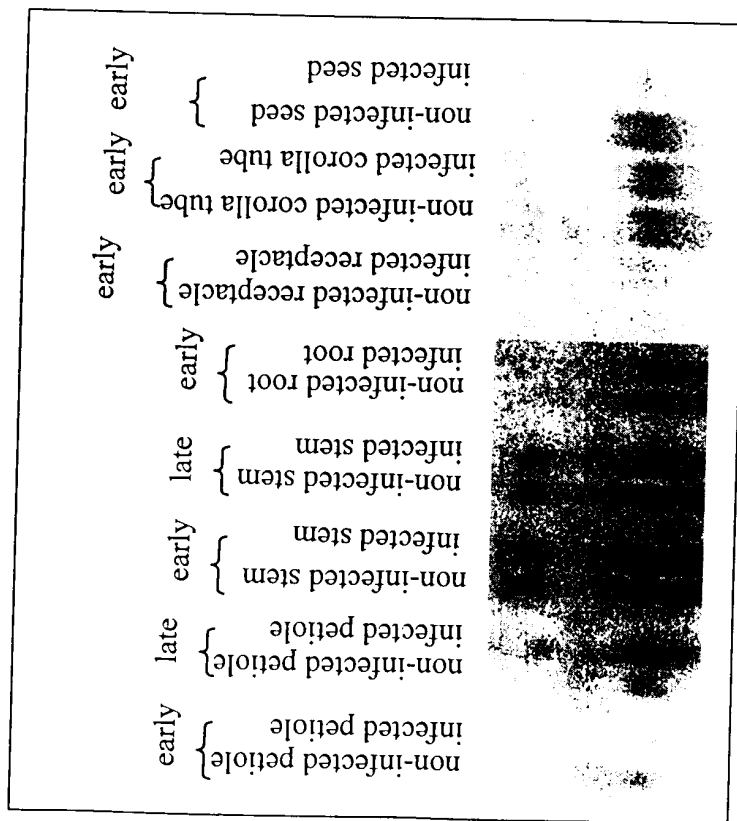 early
infected seed
non-infected seed
early
infected corolla tube
non-infected corolla tube
early
infected receptacle
non-infected receptacle
early
infected root
non-infected root
late
infected stem
non-infected stem
early
infected stem
non-infected stem
late
infected petiole
non-infected petiole
early
infected petiole
non-infected petiole